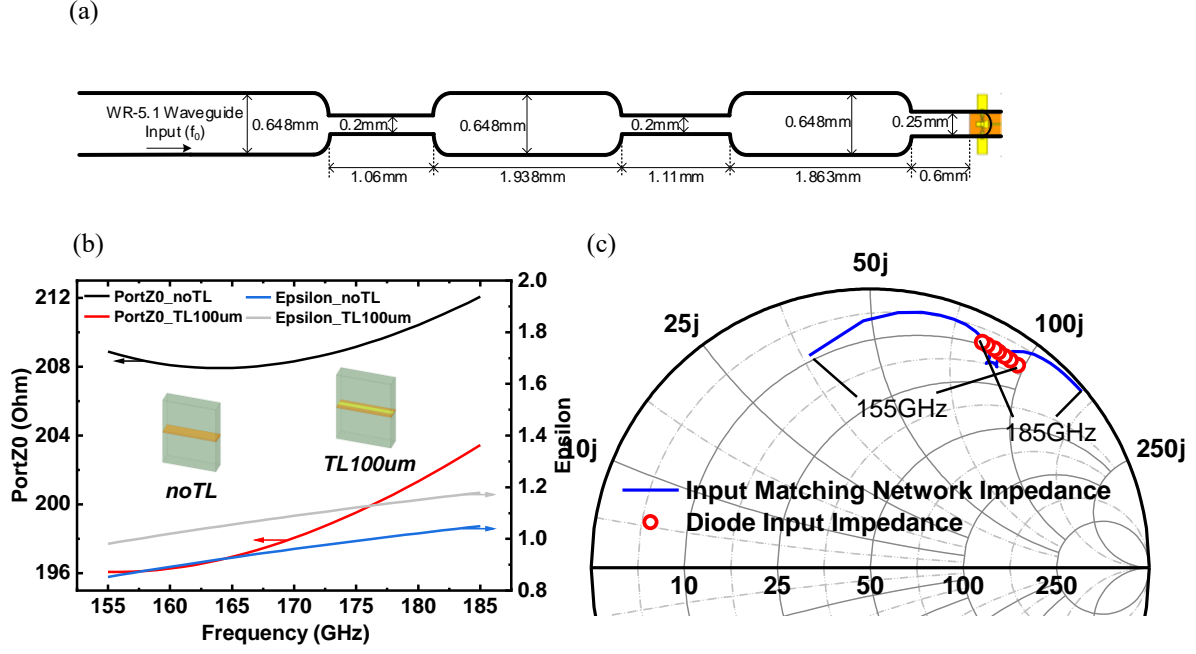 (a)
WR-5.1 Waveguide
Input (f0)
0.648mm
0.2mm
0.648mm
0.2mm
0.648mm
0.25mm
1.06mm
1.938mm
1.11mm
1.863mm
0.6mm
(b)
PortZ0_noTL
Epsilon_noTL
PortZ0_TL100um
Epsilon_TL100um
212
208
204
200
196
PortZ0 (Ohm)
2.0
1.8
1.6
1.4
1.2
1.0
0.8
Epsilon
noTL
TL100um
155 160 165 170 175 180 185
Frequency (GHz)
(c)
50j
25j
100j
10j
250j
155GHz
185GHz
Input Matching Network Impedance
Diode Input Impedance
10 25 50 100 250